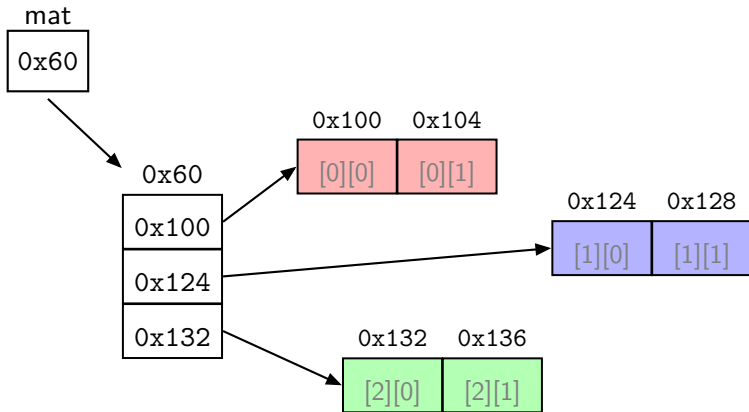 mat
0x60
0x100 0x104
[0][0] [0][1]
0x60
0x100
0x124
0x132
0x124 0x128
[1][0] [1][1]
0x132 0x136
[2][0] [2][1]